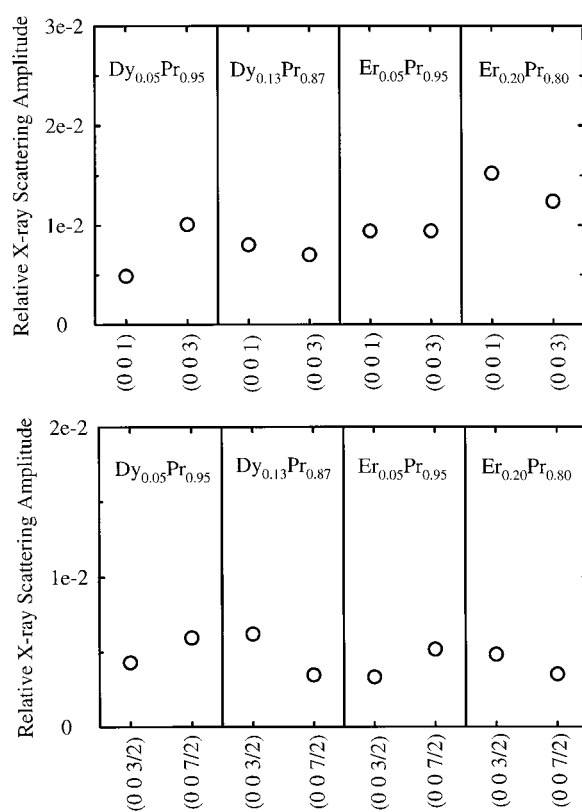 Relative X-ray Scattering Amplitude
3e-2
2e-2
1e-2
0
Dy0.05Pr0.95 Dy0.13Pr0.87 Er0.05Pr0.95 Er0.20Pr0.80
(0 0 1) (0 0 3) (0 0 1) (0 0 3) (0 0 1) (0 0 3) (0 0 1) (0 0 3)
Relative X-ray Scattering Amplitude
2e-2
1e-2
0
Dy0.05Pr0.95 Dy0.13Pr0.87 Er0.05Pr0.95 Er0.20Pr0.80
(0 0 3/2) (0 0 7/2) (0 0 3/2) (0 0 7/2) (0 0 3/2) (0 0 7/2) (0 0 3/2) (0 0 7/2)